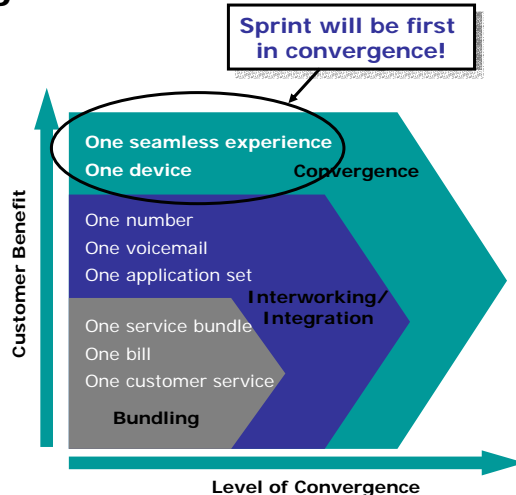 Sprint will be first
in convergence!
One seamless experience
One device
Convergence
One number
One voicemail
One application set
Interworking/
Integration
One service bundle
One bill
One customer service
Bundling
Customer Benefit
Level of Convergence